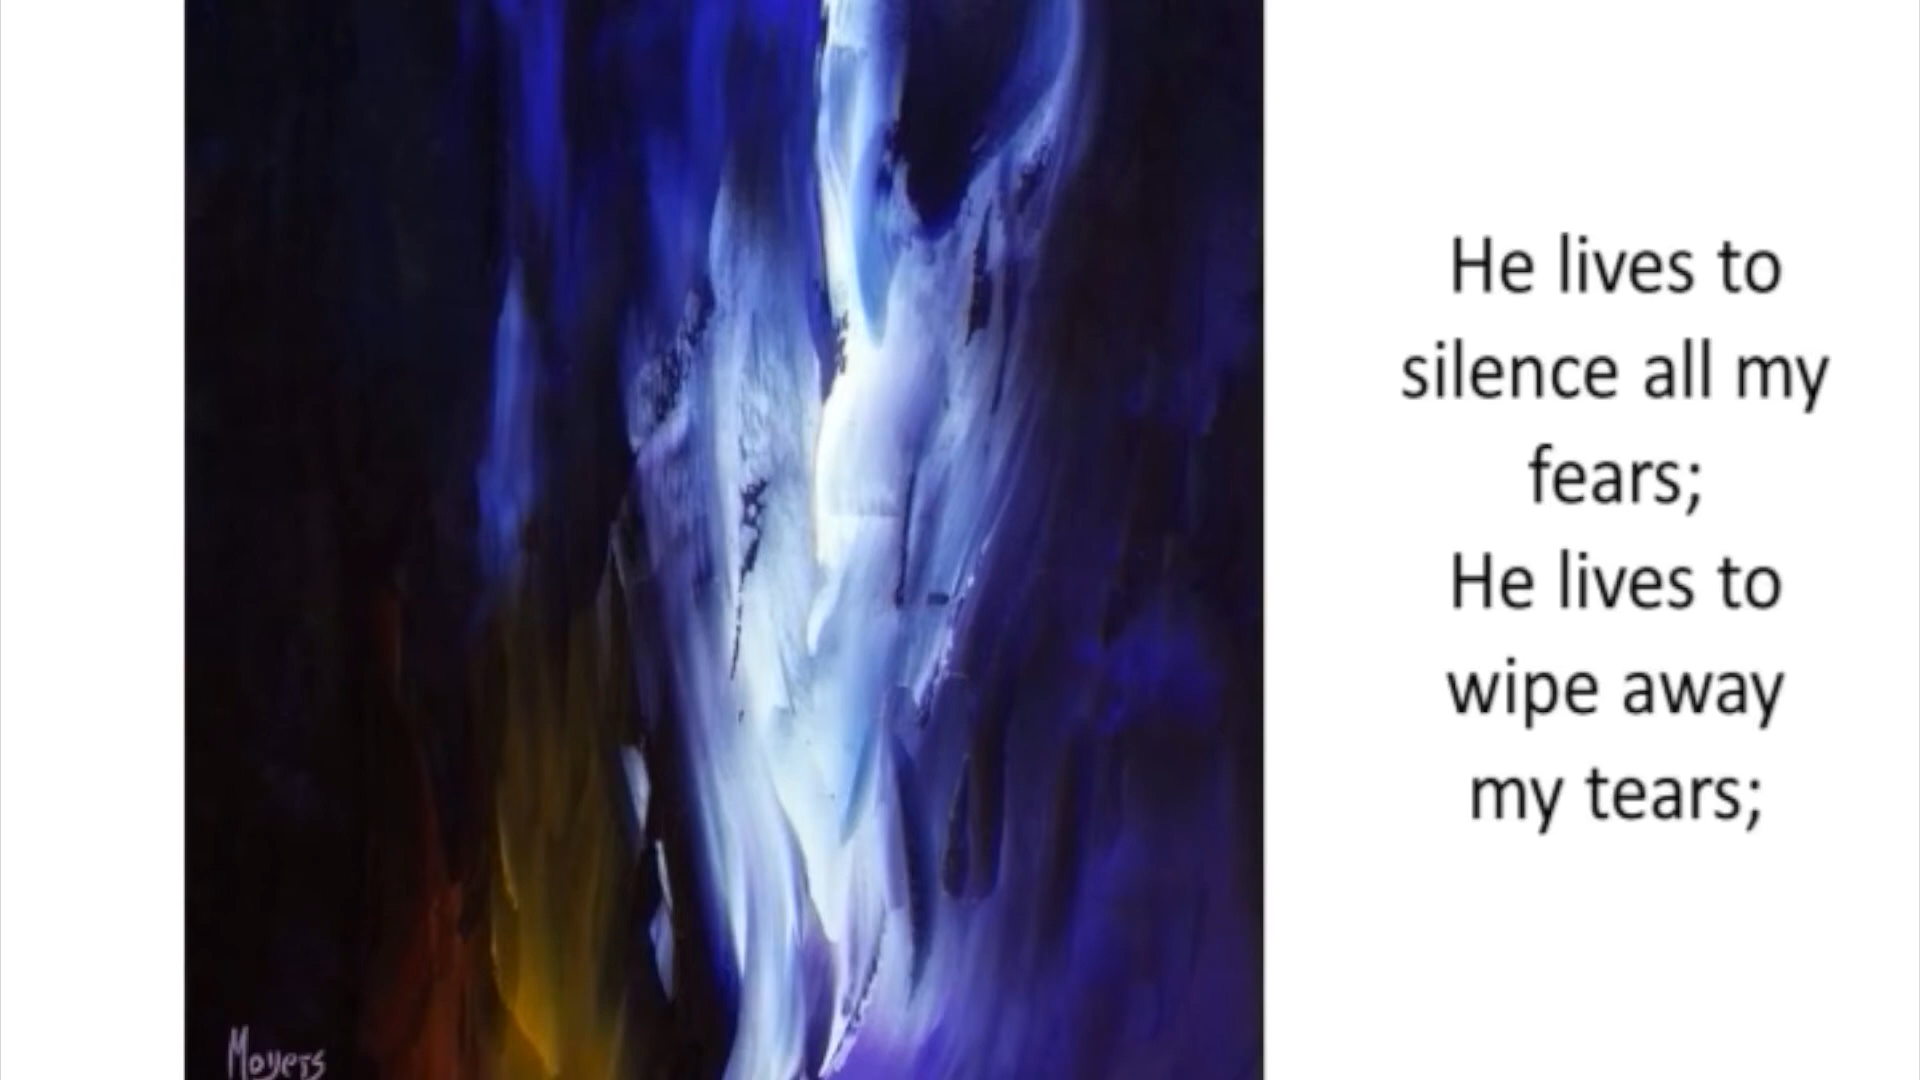 He lives to
silence all my
fears;
He lives to
wipe away
my tears;
Moyers